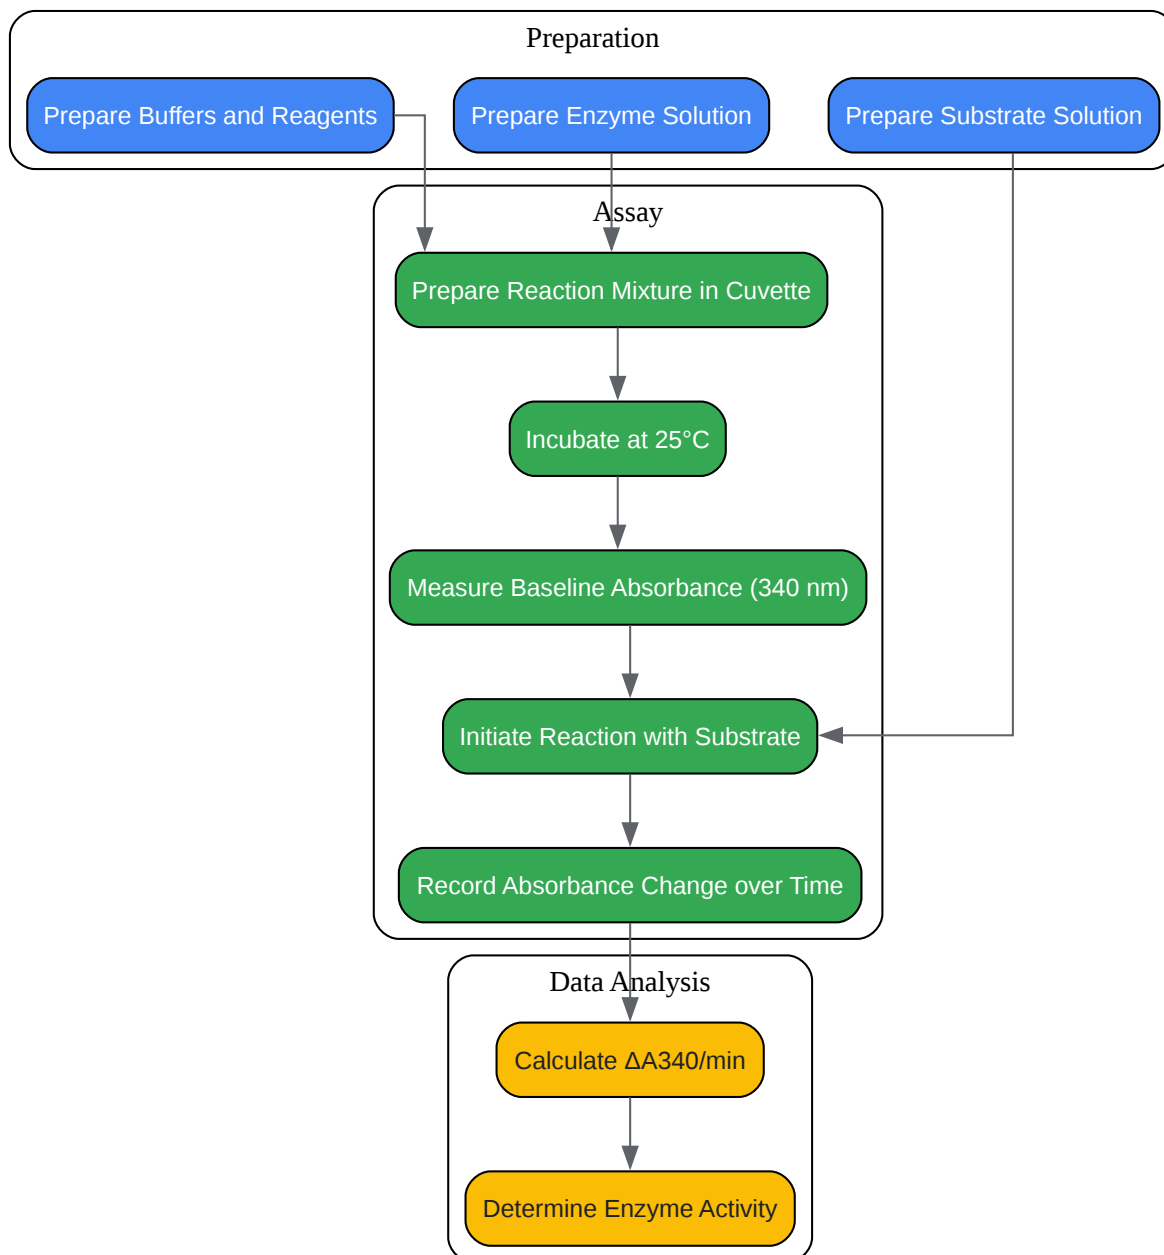 Preparation
Prepare Buffers and Reagents
Prepare Enzyme Solution
Prepare Substrate Solution
Assay
Prepare Reaction Mixture in Cuvette
Incubate at 25°C
Measure Baseline Absorbance (340 nm)
Initiate Reaction with Substrate
Record Absorbance Change over Time
Data Analysis
Calculate ΔA340/min
Determine Enzyme Activity